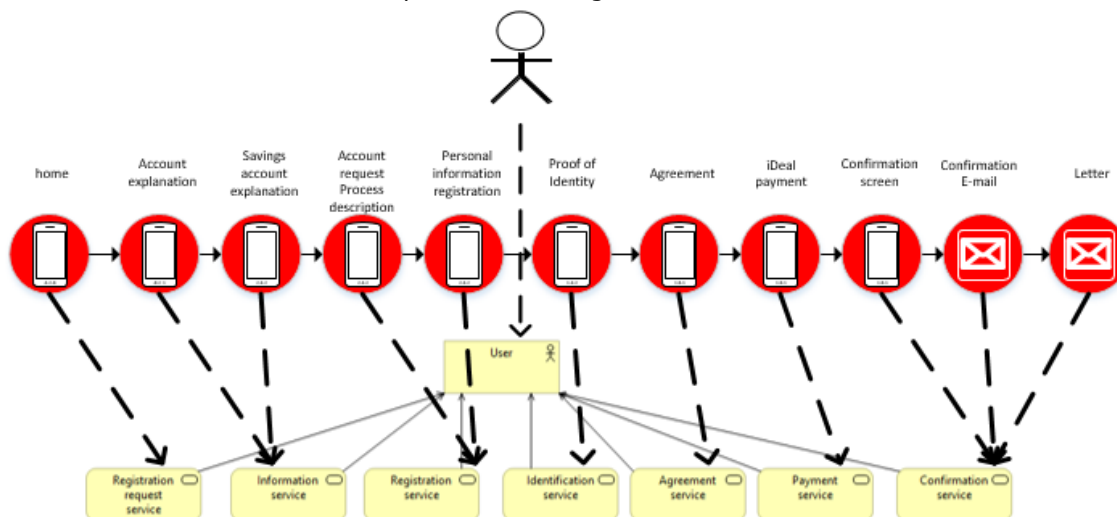 home
Account
explanation
Savings
account
explanation
Account
request
Process
description
Personal
information
registration
Proof of
Identity
Agreement
iDeal
payment
Confirmation
screen
Confirmation
E-mail
Letter
User
Registration
request
service
Information
service
Registration
service
Identification
service
Agreement
service
Payment
service
Confirmation
service